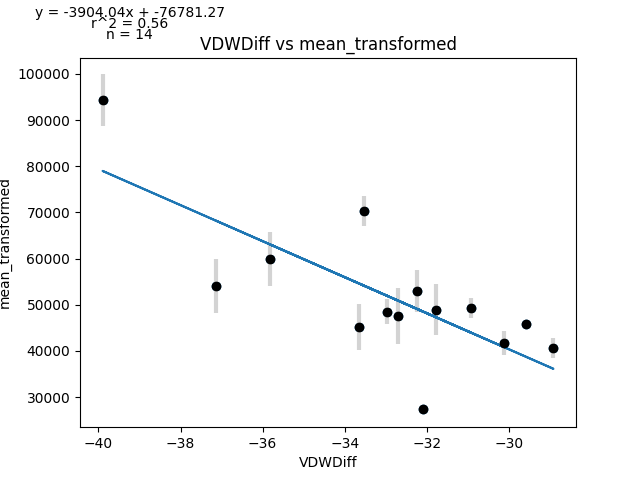 y = -3904.04x + -76781.27
r^2 = 0.56
n = 14
VDWDiff vs mean_transformed
100000
90000
80000
70000
60000
50000
40000
30000
mean_transformed
−40
−38
−36
−34
−32
−30
VDWDiff